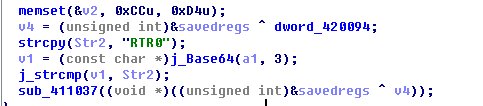 memset(&v2, 0xCCu, 0xD4u);
v4 = (unsigned int)&savedregs ^ dword_420094;
strcpy(Str2, "RTR0");
v1 = (const char *)j_Base64(a1, 3);
j_strcmp(v1, Str2);
sub_411037((void *)((unsigned int)&savedregs ^ v4));